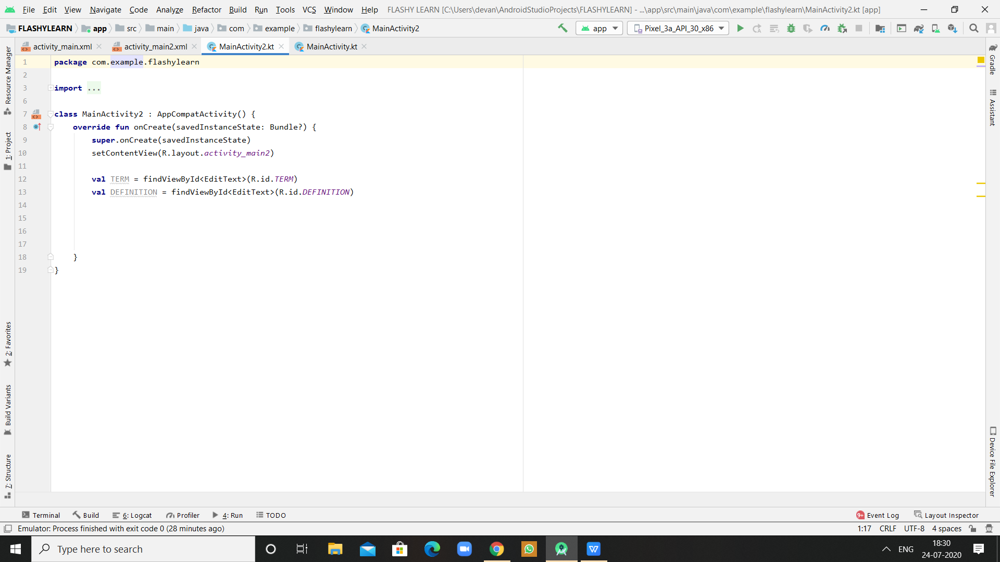 File Edit View Navigate Code Analyze Refactor Build Run Tools VCS Window Help FLASHY LEARN [C:\Users\devan\AndroidStudioProjects\FLASHYLEARN] - ...\app\src\main\java\com\example\flashylearn\MainActivity2.kt [app]
FLASHYLEARN app src main java com example flashylearn MainActivity2 app Pixel_3a_API_30_x86
activity_main.xml activity_main2.xml MainActivity2.kt MainActivity.kt
1 package com.example.flashylearn
2
3 import ...
6
7 class MainActivity2 : AppCompatActivity() {
8 override fun onCreate(savedInstanceState: Bundle?) {
9 super.onCreate(savedInstanceState)
10 setContentView(R.layout.activity_main2)
11
12 val TERM = findViewById<EditText>(R.id.TERM)
13 val DEFINITION = findViewById<EditText>(R.id.DEFINITION)
14
15
16
17
18 }
19 }
Resource Manager
1: Project
2: Favorites
Build Variants
7: Structure
Gradle
Assistant
Device File Explorer
Terminal Build 6: Logcat Profiler 4: Run TODO 9+ Event Log Layout Inspector
Emulator: Process finished with exit code 0 (28 minutes ago) 1:17 CRLF UTF-8 4 spaces
Type here to search ENG 18:30
24-07-2020